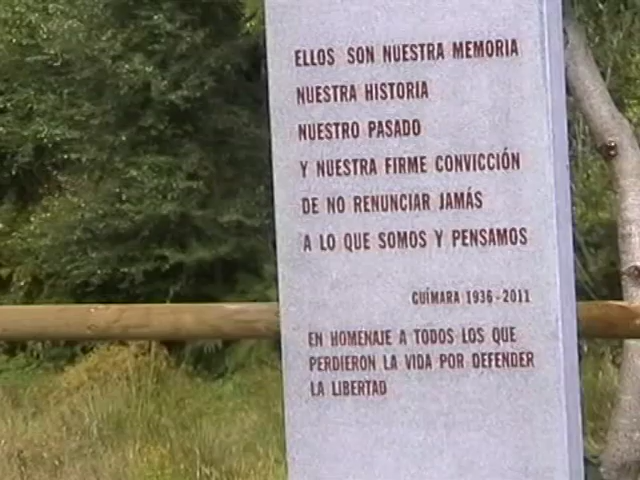 ELLOS SON NUESTRA MEMORIA
NUESTRA HISTORIA
NUESTRO PASADO
Y NUESTRA FIRME CONVICCIÓN
DE NO RENUNCIAR JAMÁS
A LO QUE SOMOS Y PENSAMOS
GUÍMARA 1936-2011
EN HOMENAJE A TODOS LOS QUE
PERDIERON LA VIDA POR DEFENDER
LA LIBERTAD